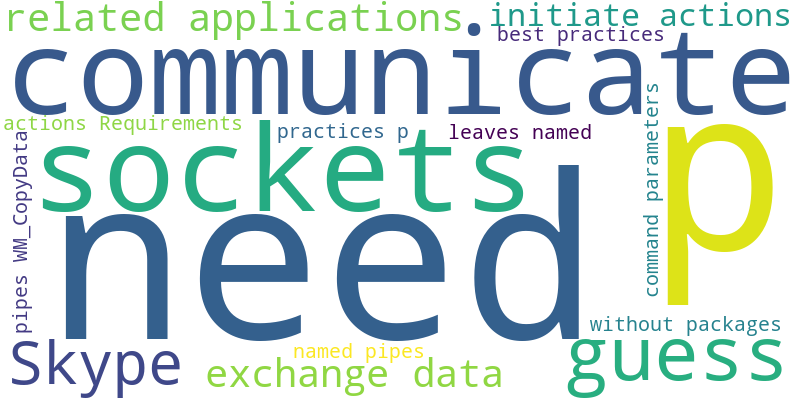 related applications
initiate actions
best practices
communicate
actions Requirements
practices p
leaves named
sockets
p
need
command parameters
pipes WM_CopyData
without packages
named pipes
Skype
exchange data
guess